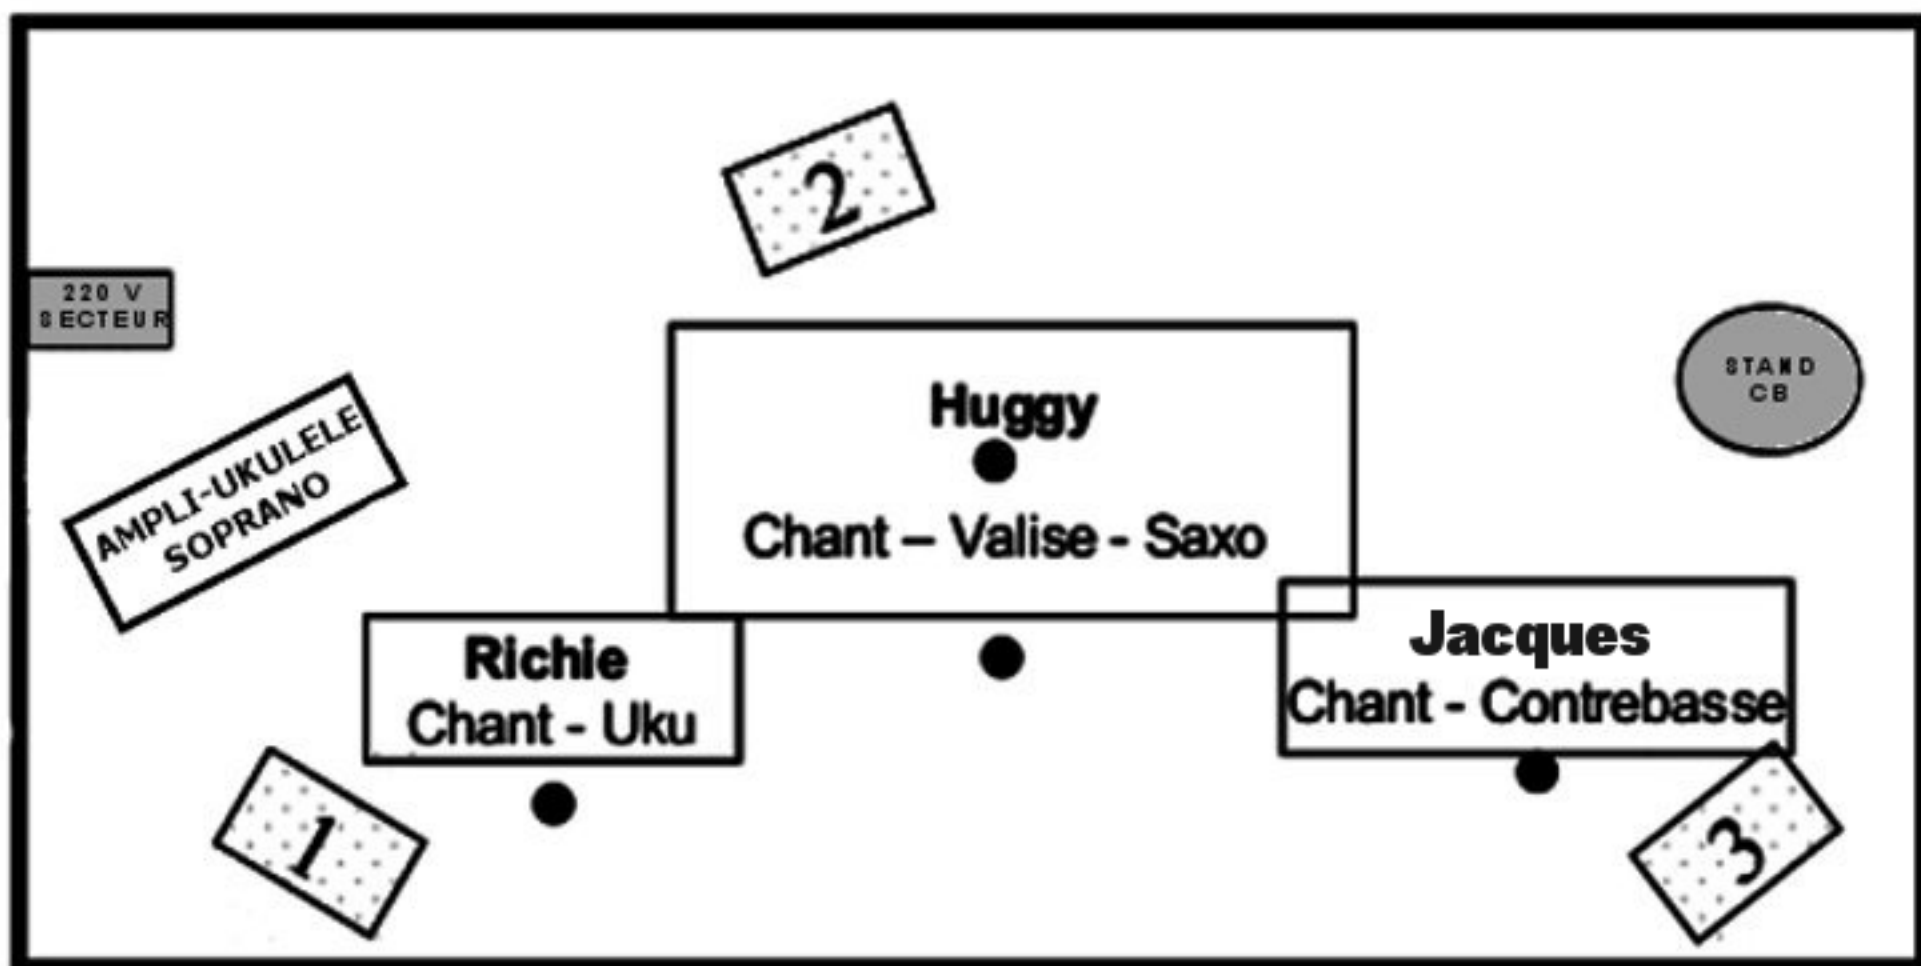 2
220 V
SECTEUR
Huggy
STAND
CB
AMPLI-UKULELE
SOPRANO
Chant – Valise - Saxo
Richie
Chant - Uku
Jacques
Chant - Contrebasse
1
3